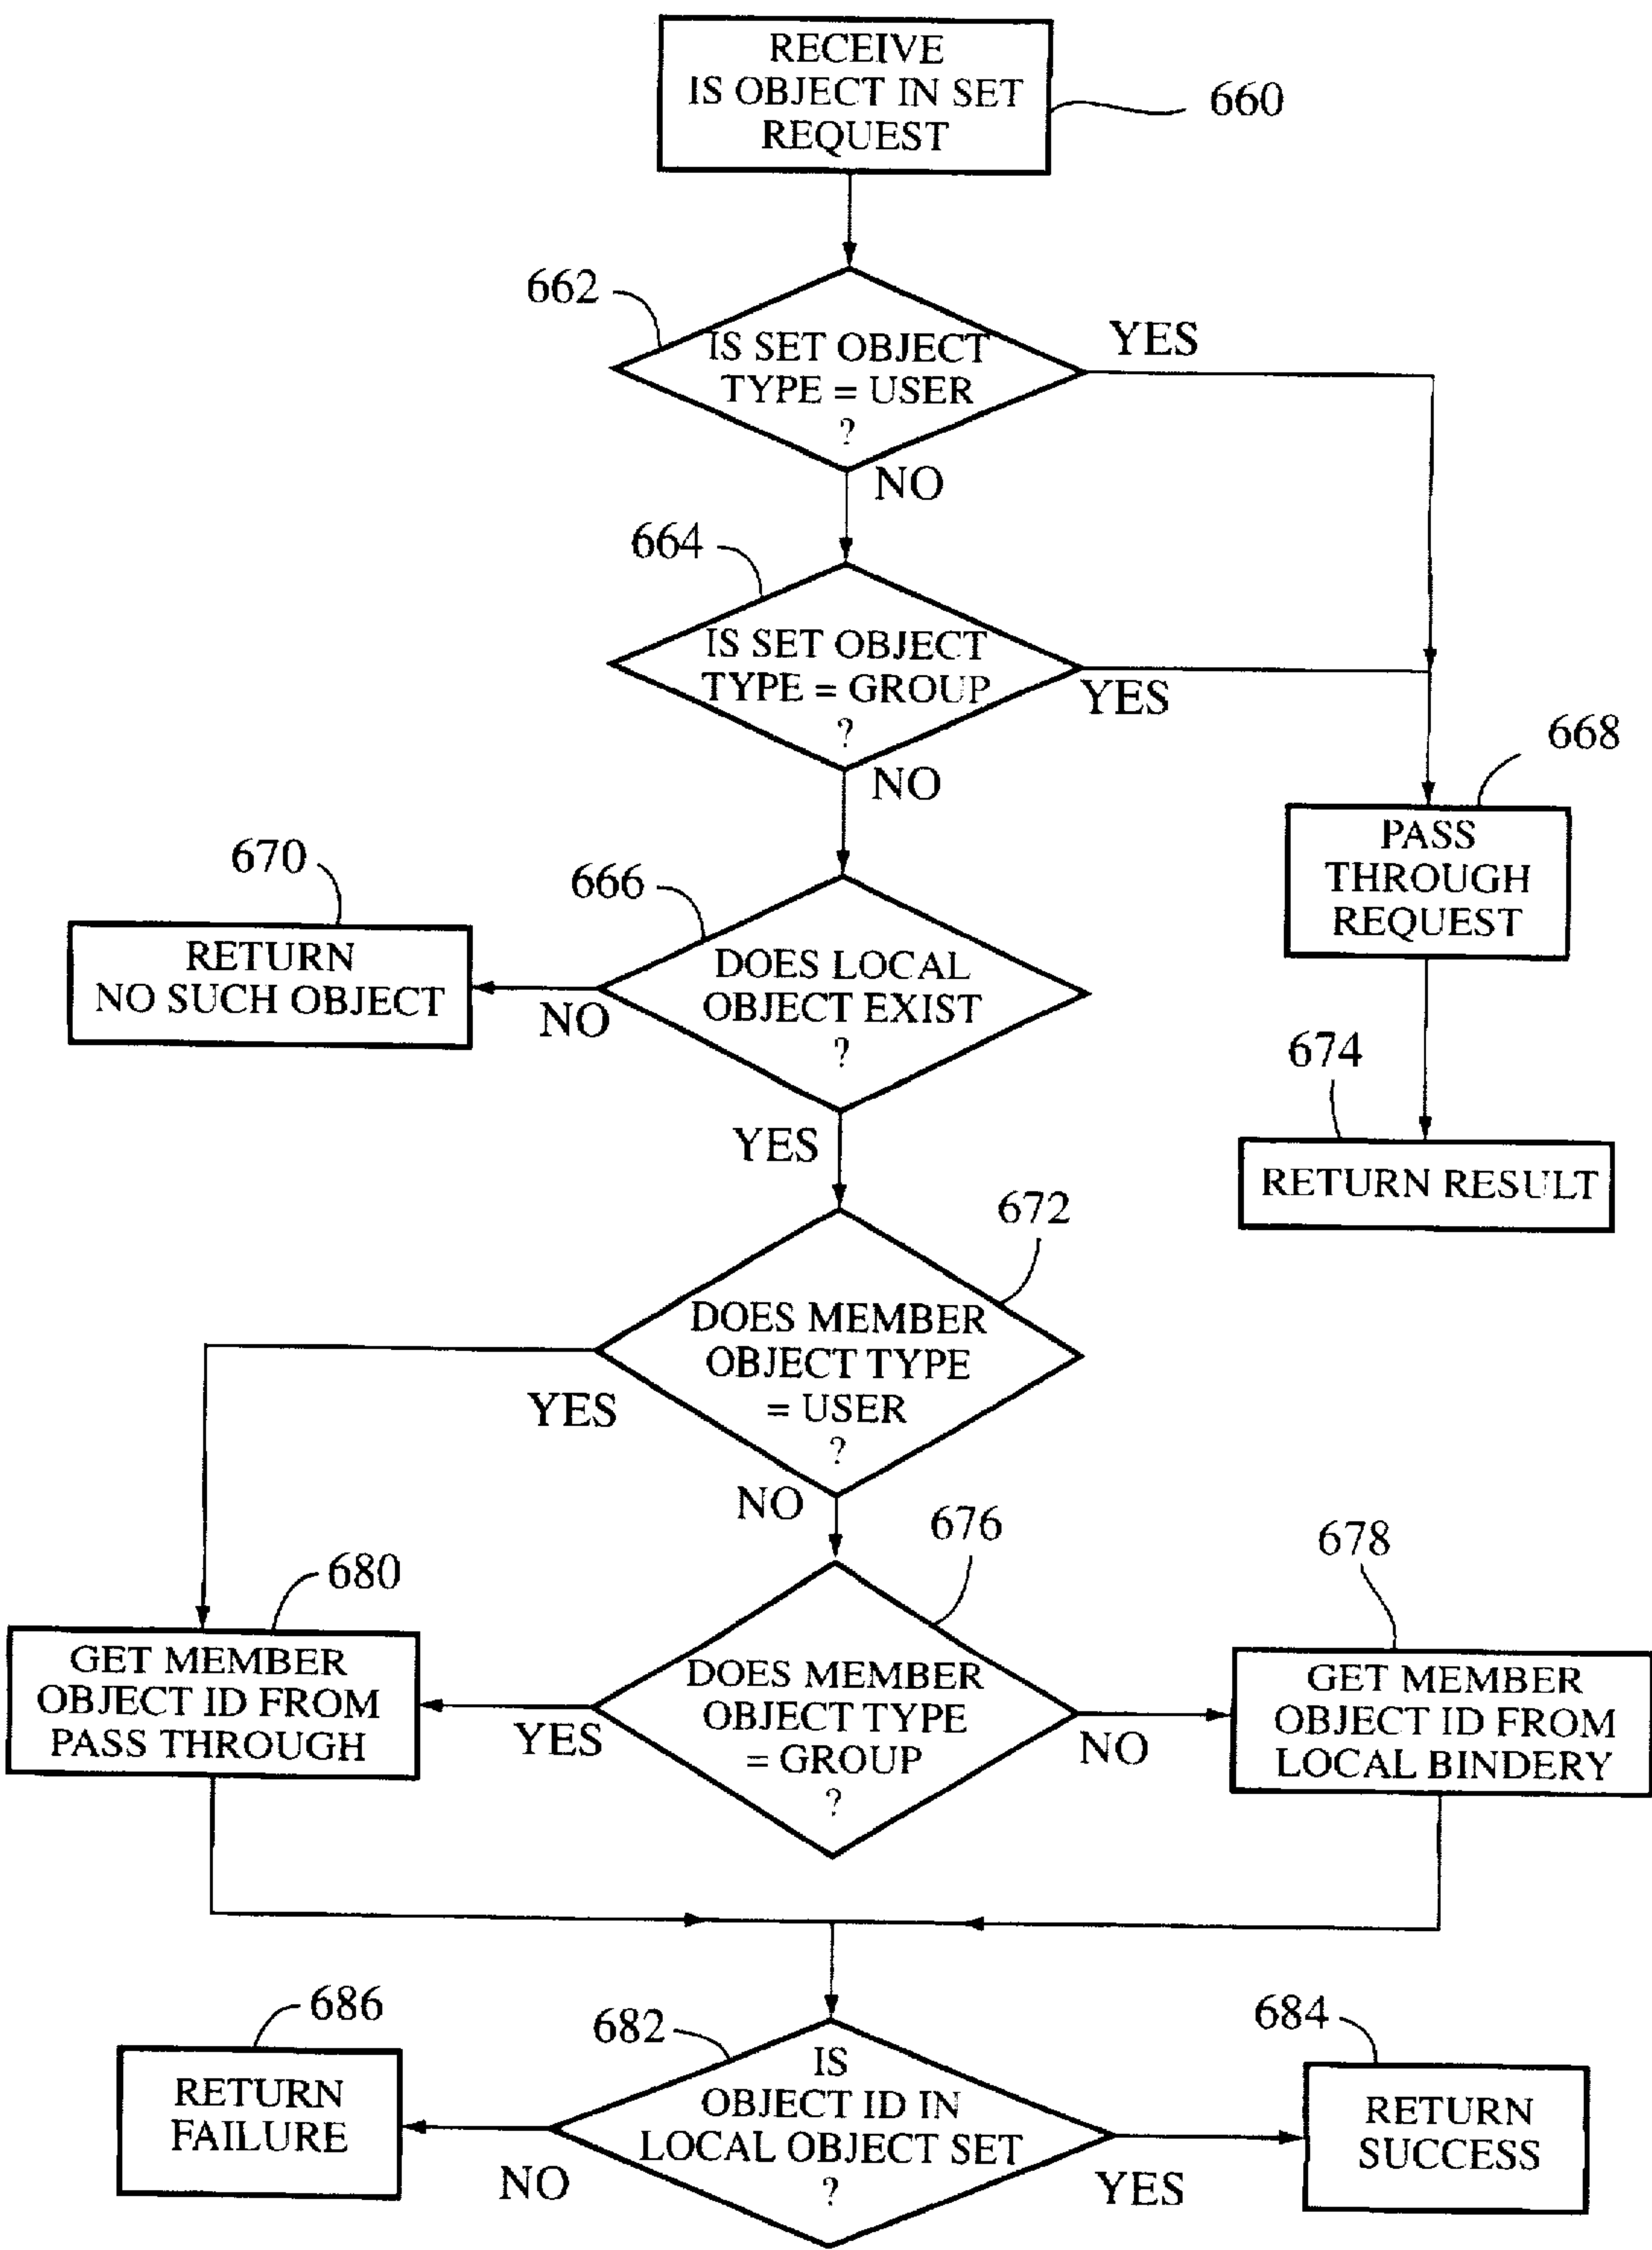 RECEIVE
IS OBJECT IN SET
REQUEST
660
662
IS SET OBJECT
TYPE = USER
?
YES
NO
664
IS SET OBJECT
TYPE = GROUP
?
YES
NO
668
PASS
THROUGH
REQUEST
670
RETURN
NO SUCH OBJECT
666
DOES LOCAL
OBJECT EXIST
?
NO
YES
674
RETURN RESULT
672
DOES MEMBER
OBJECT TYPE
= USER
?
YES
NO
676
678
680
GET MEMBER
OBJECT ID FROM
PASS THROUGH
DOES MEMBER
OBJECT TYPE
= GROUP
?
YES
NO
GET MEMBER
OBJECT ID FROM
LOCAL BINDERY
686
RETURN
FAILURE
682
IS
OBJECT ID IN
LOCAL OBJECT SET
?
NO
YES
684
RETURN
SUCCESS